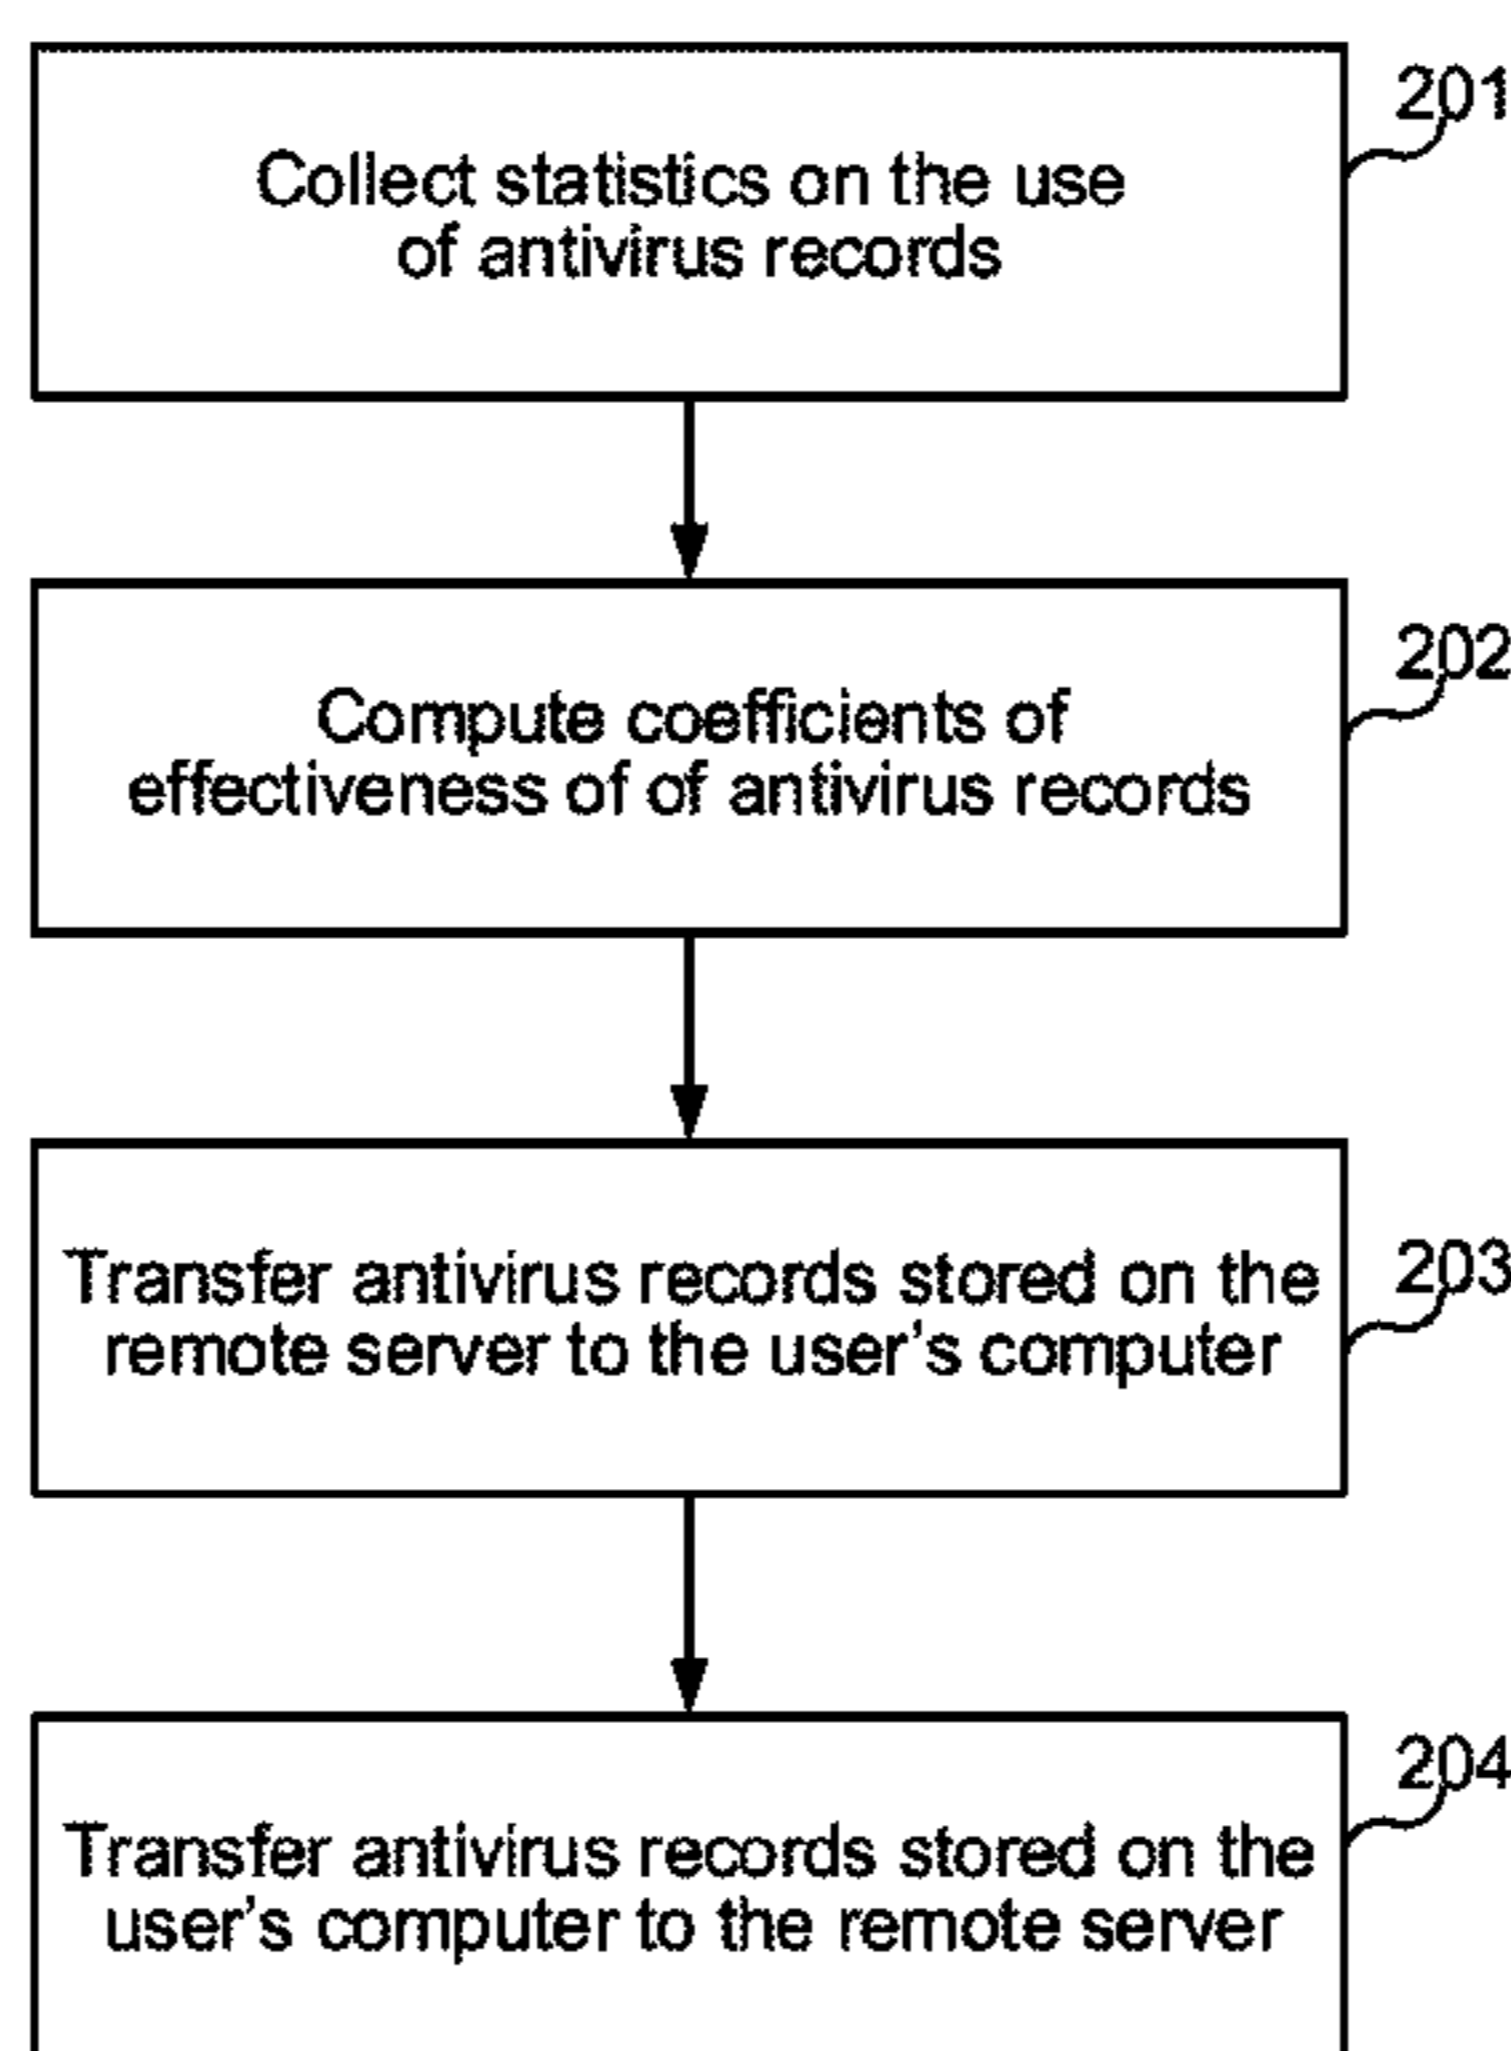 201
Collect statistics on the use
of antivirus records
202
Compute coefficients of
effectiveness of of antivirus records
203
Transfer antivirus records stored on the
remote server to the user's computer
204
Transfer antivirus records stored on the
user's computer to the remote server